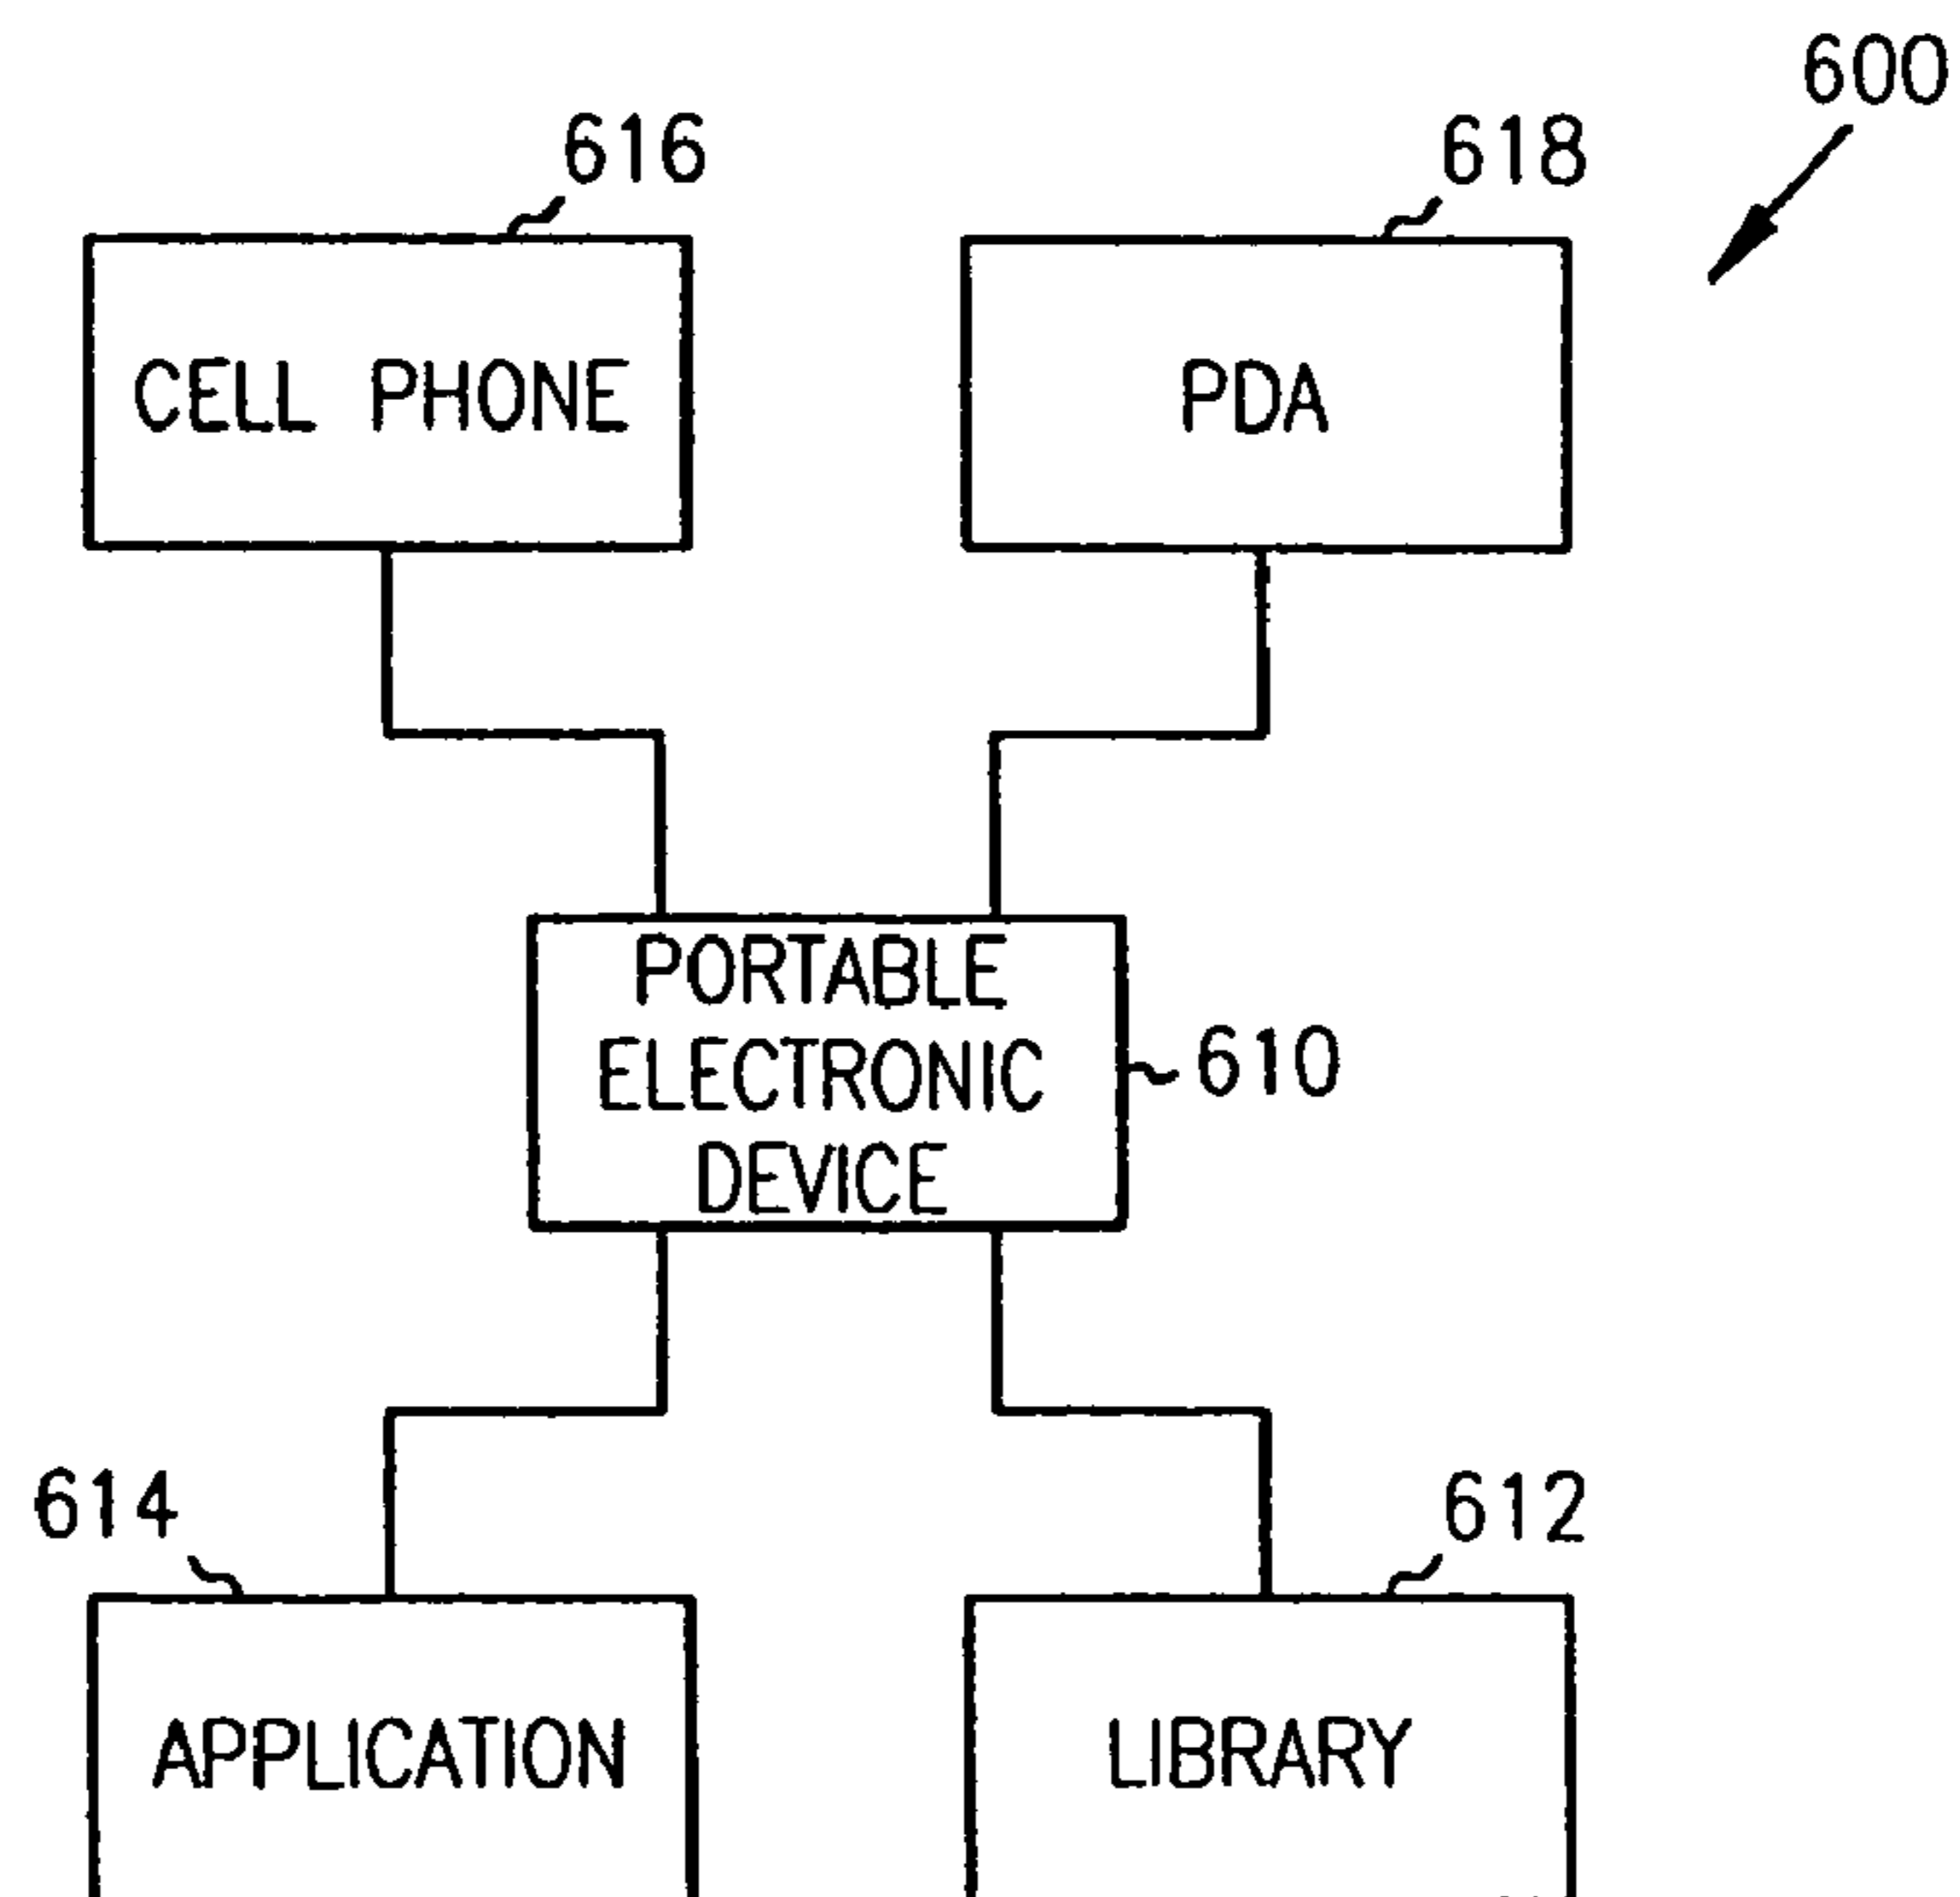 600
616
618
CELL PHONE
PDA
PORTABLE
ELECTRONIC
DEVICE
610
614
612
APPLICATION
LIBRARY